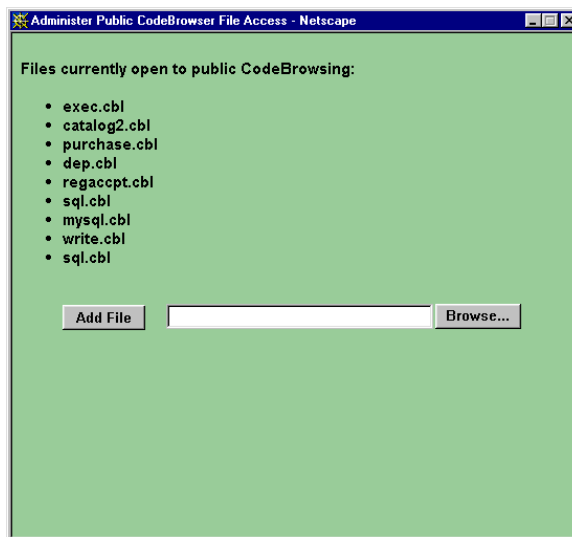 Administer Public CodeBrowser File Access - Netscape
Files currently open to public CodeBrowsing:
exec.cbl
catalog2.cbl
purchase.cbl
dep.cbl
regaccpt.cbl
sql.cbl
mysql.cbl
write.cbl
sql.cbl
Add File Browse...